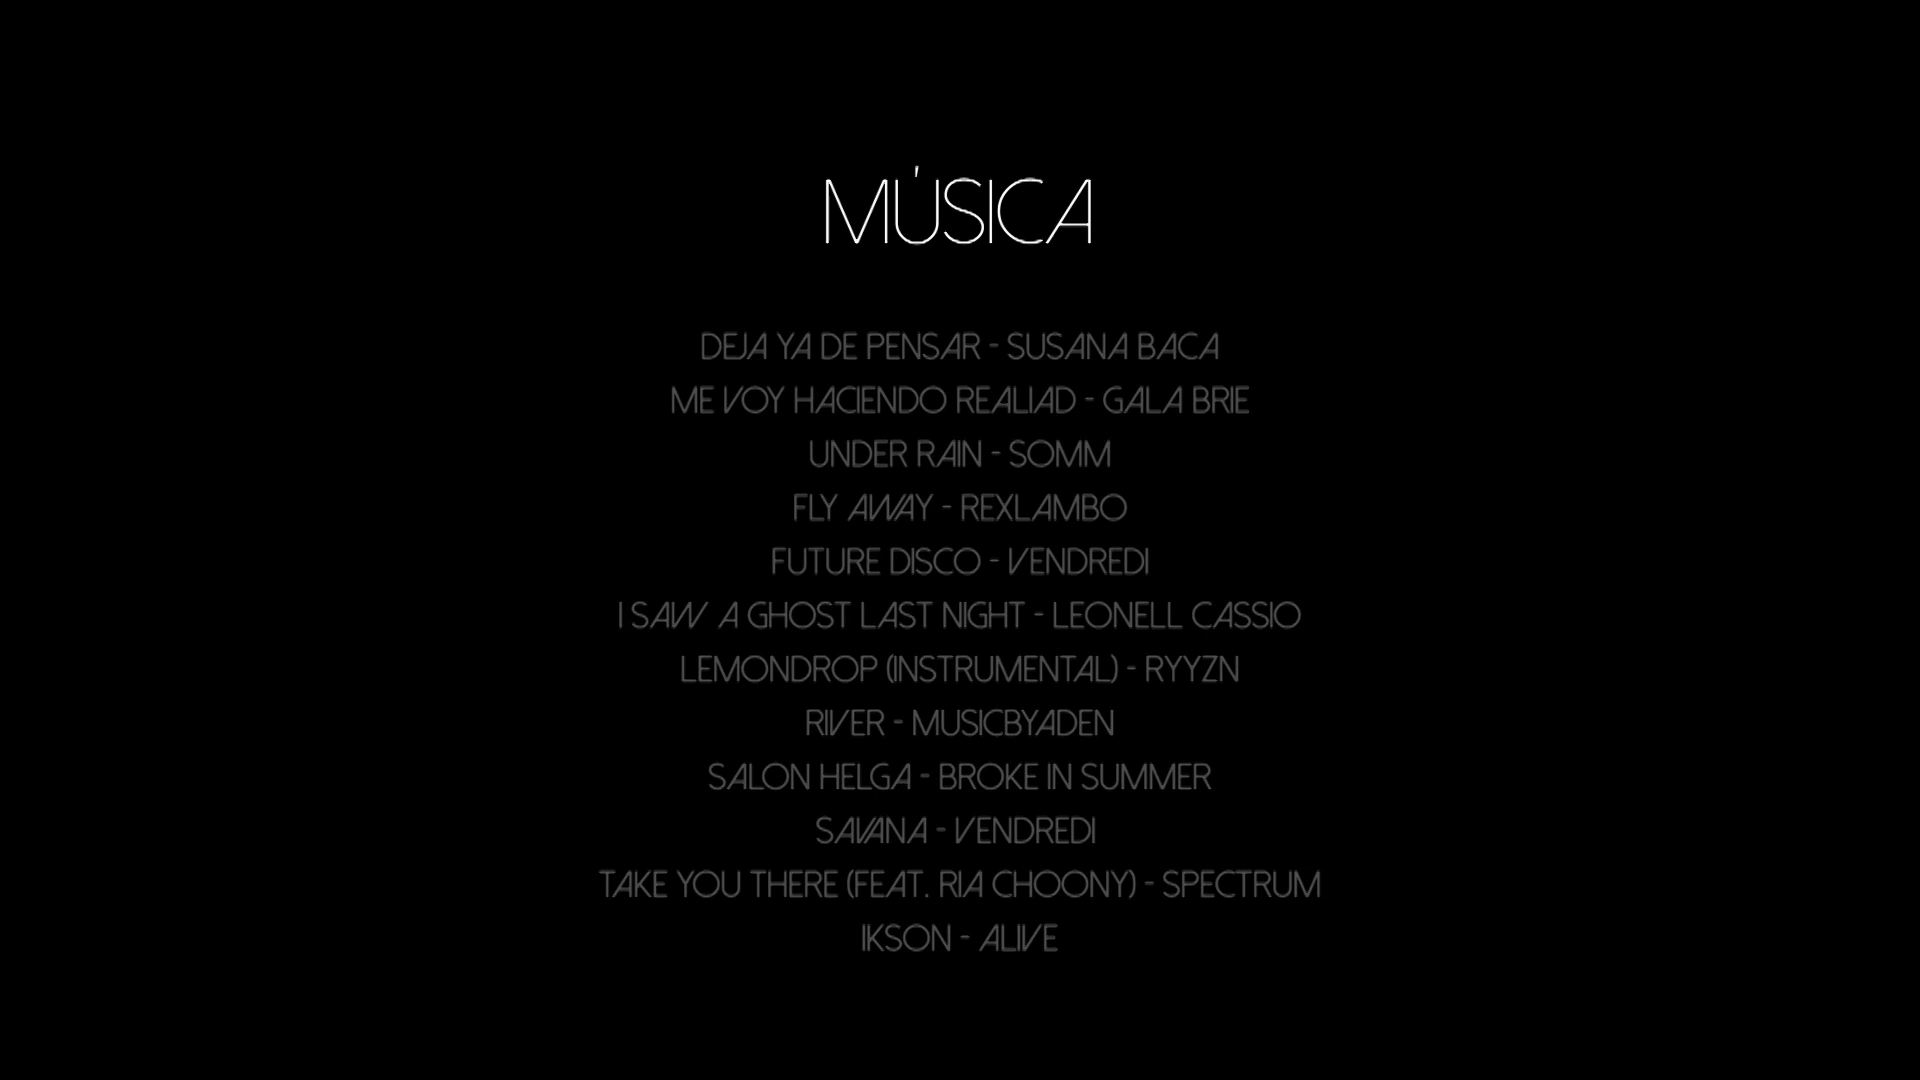 MÚSICA
DEJA YA DE PENSAR - SUSANA BACA
ME VOY HACIENDO REALIAD - GALA BRIE
UNDER RAIN - SOMM
FLY AWAY - REXLAMBO
FUTURE DISCO - VENDREDI
I SAW A GHOST LAST NIGHT - LEONELL CASSIO
LEMONDROP (INSTRUMENTAL) - RYYZN
RIVER - MUSICBYADEN
SALON HELGA - BROKE IN SUMMER
SAVANA - VENDREDI
TAKE YOU THERE (FEAT. RIA CHOONY) - SPECTRUM
IKSON - ALIVE